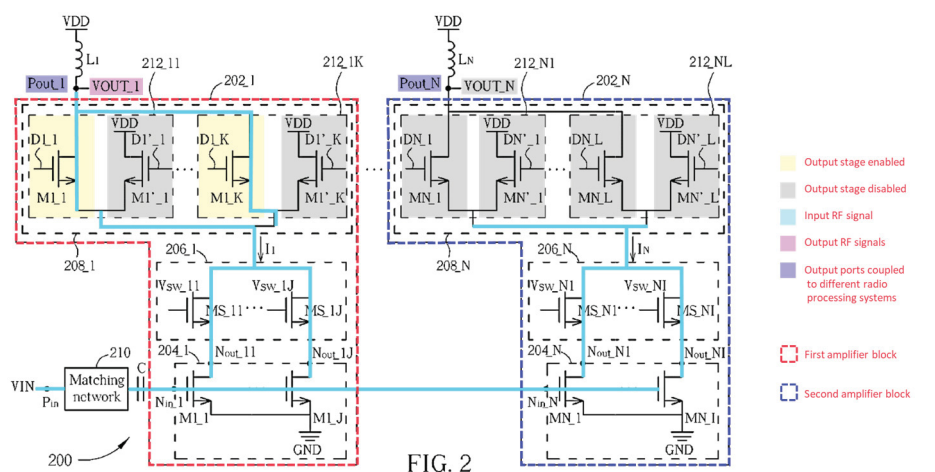 VDD
L1
Pout_1
VOUT_1
212_11
202_1
212_1K
D1_1
VDD
D1'_1
D1_K
VDD
D1'_K
M1_1
M1'_1
M1_K
M1'_K
208_1
206_1
I1
VSW_11
VSW_1J
MS_11
MS_1J
Nout_11
Nout_1J
210
204_1
C
VIN
Pin
Matching
network
Nin_1
M1_1
M1_J
GND
200
VDD
LN
Pout_N
VOUT_N
212_N1
202_N
212_NL
DN_1
VDD
DN'_1
DN_L
VDD
DN'_L
MN_1
MN'_1
MN_L
MN'_L
208_N
206_N
IN
VSW_N1
VSW_NI
MS_N1
MS_NI
Nout_N1
Nout_NI
204_N
Nin_N
MN_1
MN_I
GND
FIG. 2
Output stage enabled
Output stage disabled
Input RF signal
Output RF signals
Output ports coupled
to different radio
processing systems
First amplifier block
Second amplifier block